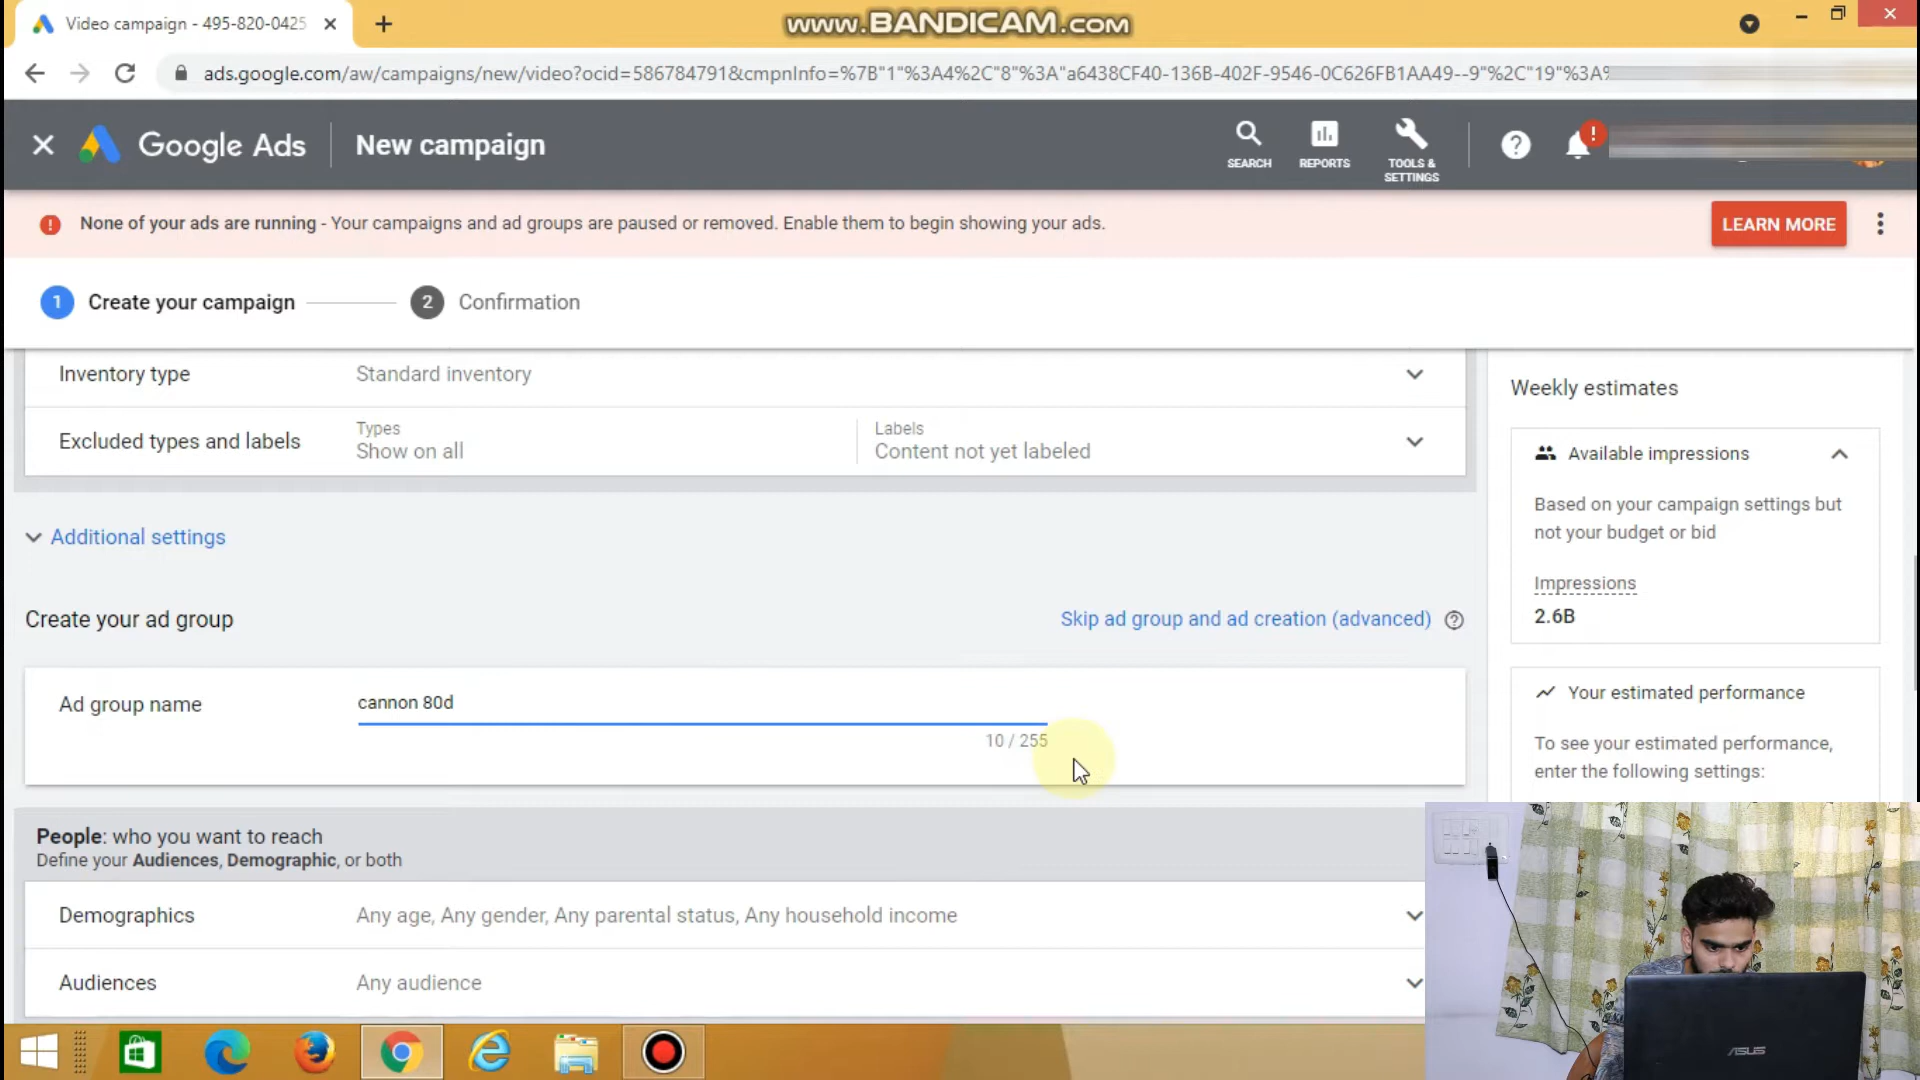 Video campaign - 495-820-0425
www.BANDICAM.com
ads.google.com/aw/campaigns/new/video?ocid=586784791&cmpnInfo=%7B"1"%3A4%2C"8"%3A"a6438CF40-136B-402F-9546-0C626FB1AA49--9"%2C"19"%3A
Google Ads
New campaign
SEARCH
REPORTS
TOOLS &
SETTINGS
None of your ads are running - Your campaigns and ad groups are paused or removed. Enable them to begin showing your ads.
LEARN MORE
1 Create your campaign
2 Confirmation
Inventory type
Standard inventory
Excluded types and labels
Types
Show on all
Labels
Content not yet labeled
Additional settings
Create your ad group
Skip ad group and ad creation (advanced)
Ad group name
cannon 80d
10 / 255
People: who you want to reach
Define your Audiences, Demographic, or both
Demographics
Any age, Any gender, Any parental status, Any household income
Audiences
Any audience
Weekly estimates
Available impressions
Based on your campaign settings but
not your budget or bid
Impressions
2.6B
Your estimated performance
To see your estimated performance,
enter the following settings:
ASUS